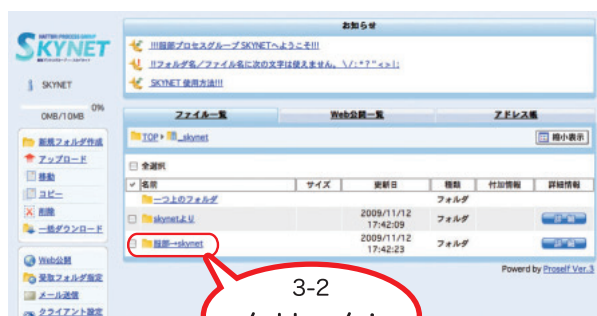 お知らせ
SKYNET
!!!服部プロセスグループ SKYNETへようこそ!!!
!!フォルダ名/ファイル名に次の文字は使えません。 \/:*?"<>|;
SKYNET 使用方法!!!
SKYNET
0%
0MB/10MB
ファイル一覧
Web公開一覧
アドレス帳
新規フォルダ作成
TOP
_skynet
縮小表示
アップロード
移動
全選択
コピー
名前
サイズ
更新日
種類
付加情報
詳細情報
削除
一つ上のフォルダ
フォルダ
一括ダウンロード
skynetより
2009/11/12
17:42:09
フォルダ
詳細
服部→skynet
2009/11/12
17:42:23
フォルダ
詳細
Web公開
受取フォルダ指定
メール送信
クライアント設定
Powerd by Proself Ver.3
3-2